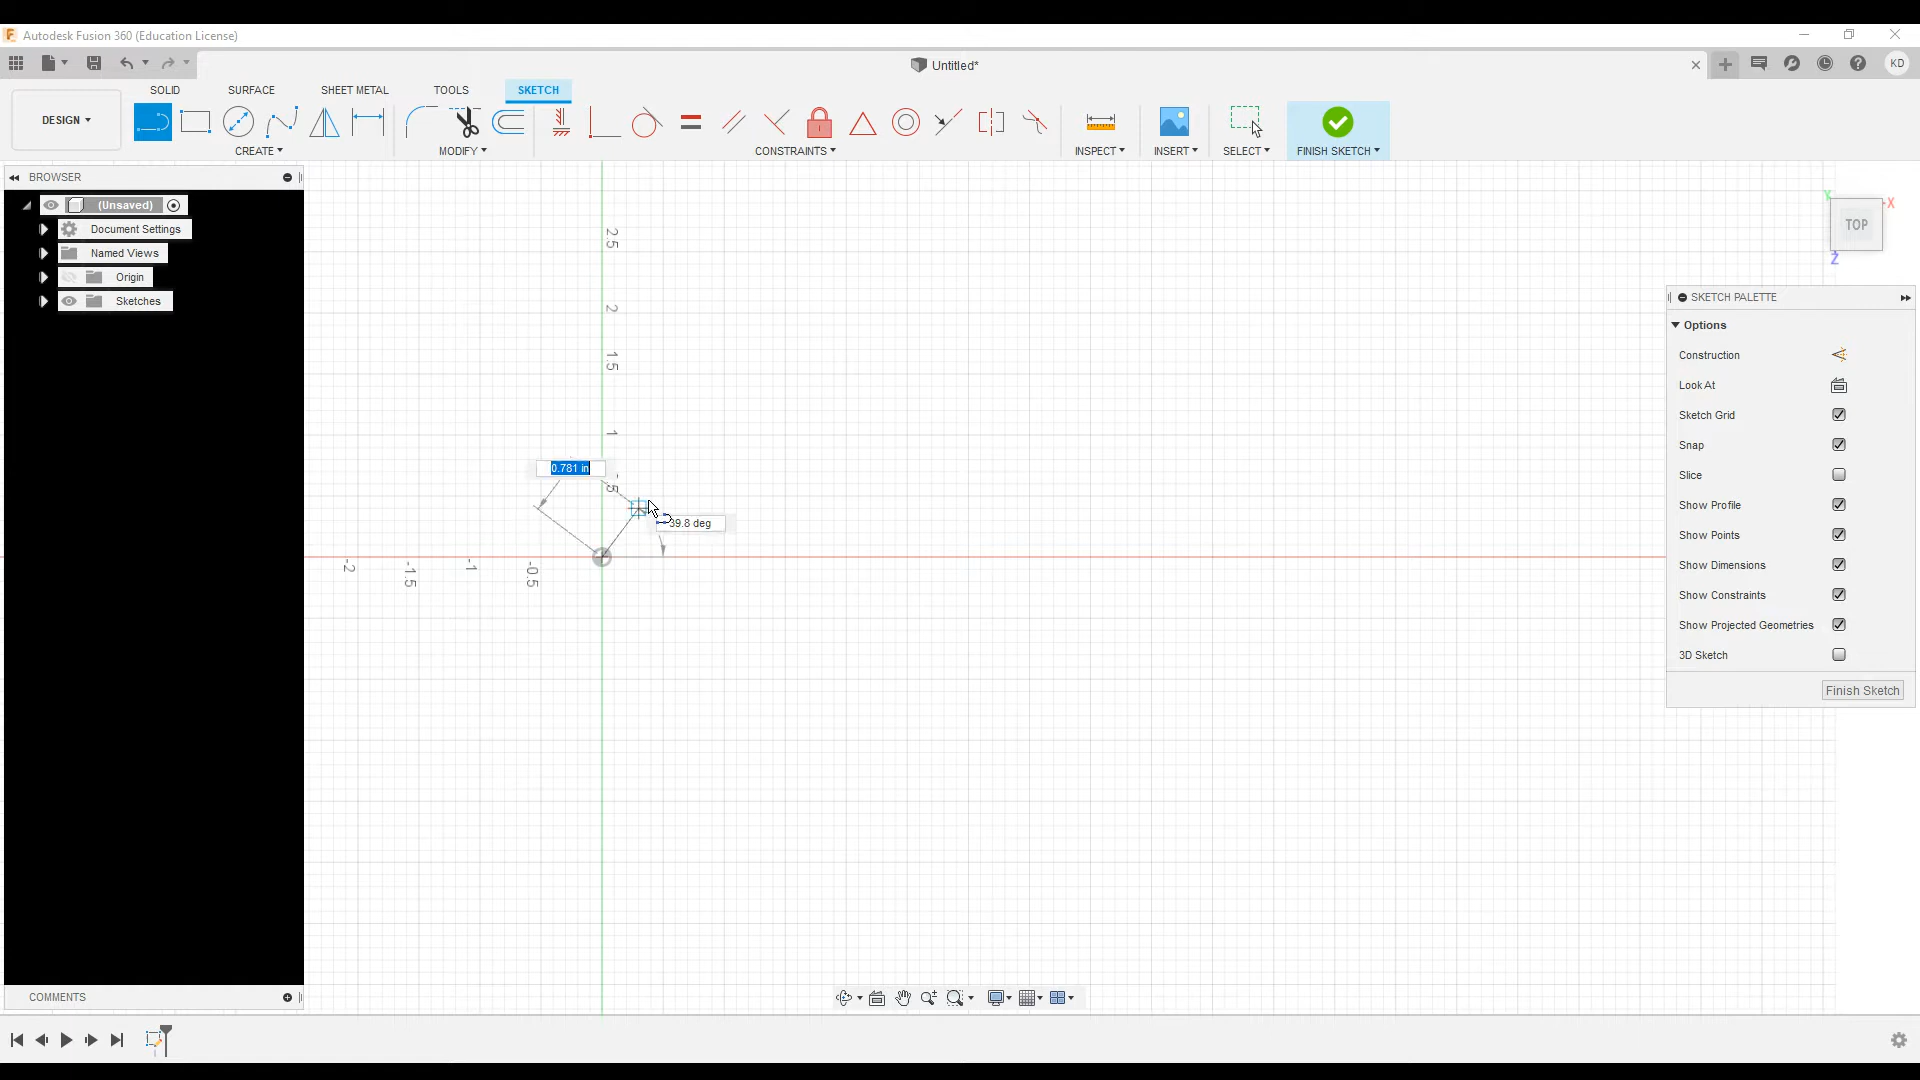 Autodesk Fusion 360 (Education License)
Untitled*
KD
SOLID
SURFACE
SHEET METAL
TOOLS
SKETCH
DESIGN
CREATE
MODIFY
CONSTRAINTS
INSPECT
INSERT
SELECT
FINISH SKETCH
BROWSER
(Unsaved)
Document Settings
Named Views
Origin
Sketches
2.5
2
1.5
1
.5
-2
-1.5
-1
-0.5
0.781 in
39.8 deg
Y
X
TOP
Z
SKETCH PALETTE
Options
Construction
Look At
Sketch Grid
Snap
Slice
Show Profile
Show Points
Show Dimensions
Show Constraints
Show Projected Geometries
3D Sketch
Finish Sketch
COMMENTS